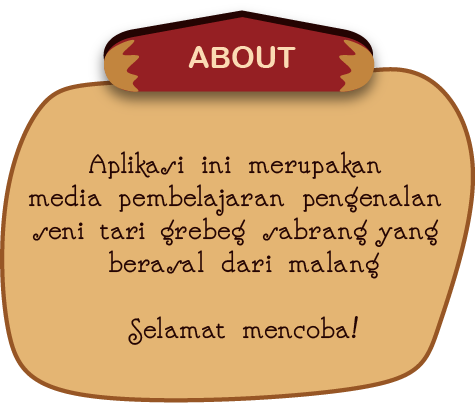 ABOUT
Aplikasi ini merupakan
media pembelajaran pengenalan
seni tari grebeg sabrang yang
berasal dari malang
Selamat mencoba!